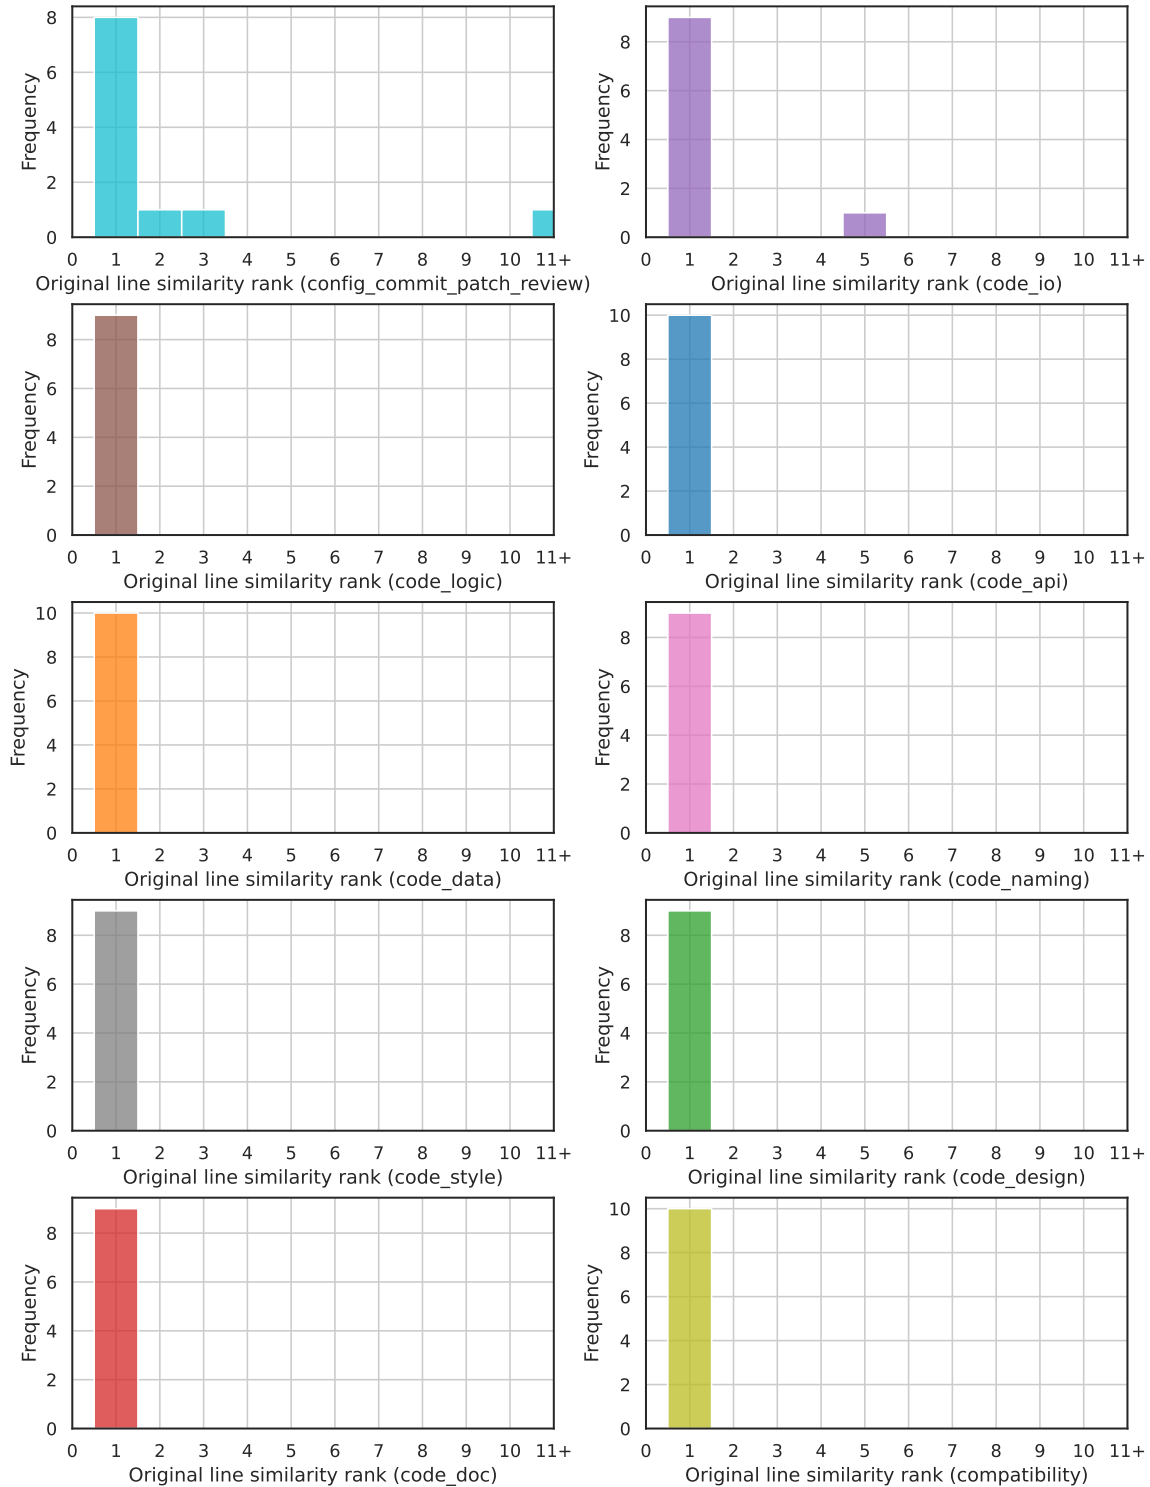 Frequency
8
6
4
2
0
0 1 2 3 4 5 6 7 8 9 10 11+
Original line similarity rank (config_commit_patch_review)
Frequency
8
6
4
2
0
0 1 2 3 4 5 6 7 8 9 10 11+
Original line similarity rank (code_io)
Frequency
8
6
4
2
0
0 1 2 3 4 5 6 7 8 9 10 11+
Original line similarity rank (code_logic)
Frequency
10
8
6
4
2
0
0 1 2 3 4 5 6 7 8 9 10 11+
Original line similarity rank (code_api)
Frequency
10
8
6
4
2
0
0 1 2 3 4 5 6 7 8 9 10 11+
Original line similarity rank (code_data)
Frequency
8
6
4
2
0
0 1 2 3 4 5 6 7 8 9 10 11+
Original line similarity rank (code_naming)
Frequency
8
6
4
2
0
0 1 2 3 4 5 6 7 8 9 10 11+
Original line similarity rank (code_style)
Frequency
8
6
4
2
0
0 1 2 3 4 5 6 7 8 9 10 11+
Original line similarity rank (code_design)
Frequency
8
6
4
2
0
0 1 2 3 4 5 6 7 8 9 10 11+
Original line similarity rank (code_doc)
Frequency
10
8
6
4
2
0
0 1 2 3 4 5 6 7 8 9 10 11+
Original line similarity rank (compatibility)